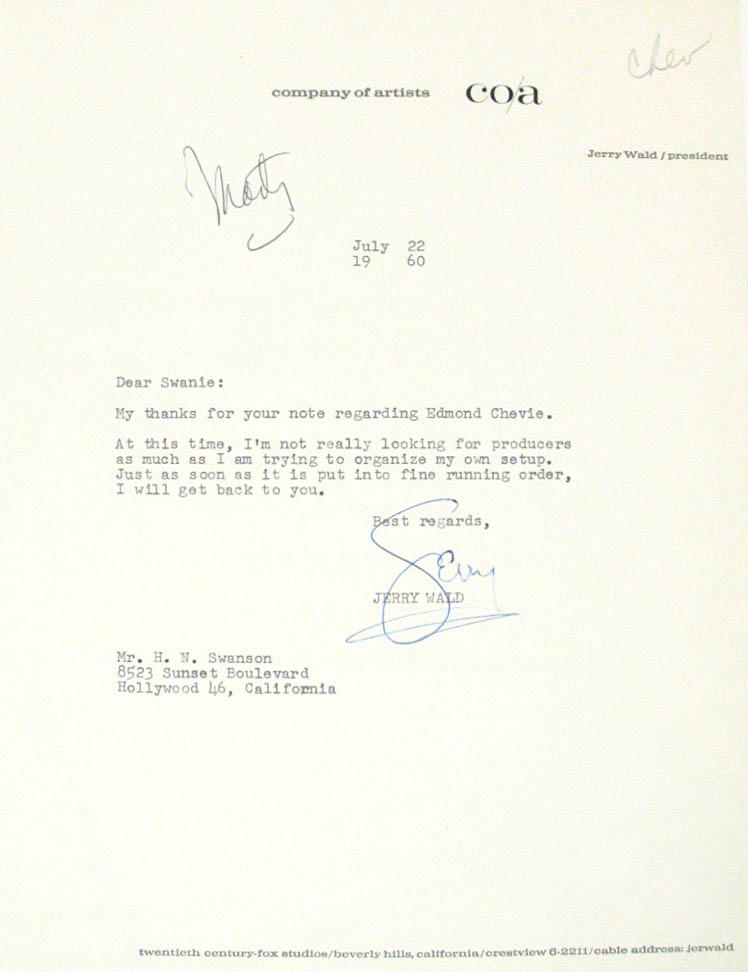 Chev
company of artists co/a
Jerry Wald / president
Marty
July 22
19 60
Dear Swanie:
My thanks for your note regarding Edmond Chevie.
At this time, I'm not really looking for producers
as much as I am trying to organize my own setup.
Just as soon as it is put into fine running order,
I will get back to you.
Best regards,
Jerry
JERRY WALD
Mr. H. N. Swanson
8523 Sunset Boulevard
Hollywood 46, California
twentieth century-fox studios/beverly hills, california/crestview 6-2211/cable address: jerwald